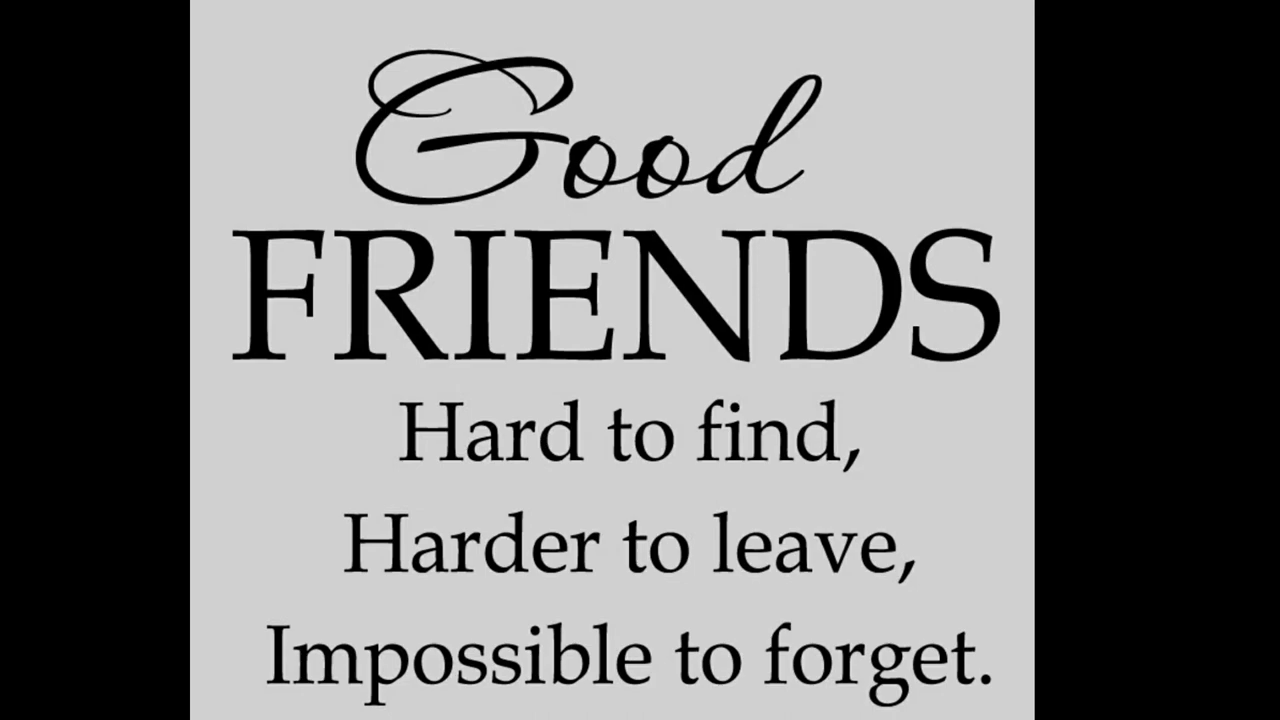 Good
FRIENDS
Hard to find,
Harder to leave,
Impossible to forget.